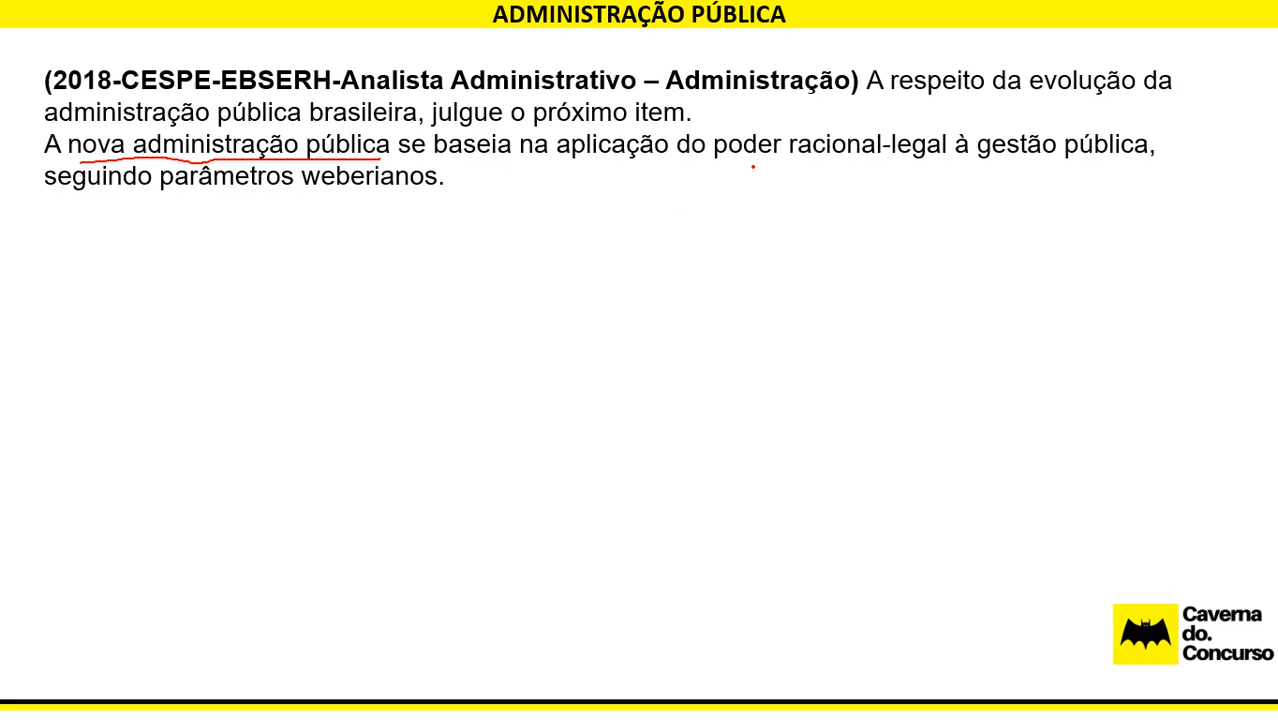 ADMINISTRAÇÃO PÚBLICA
(2018-CESPE-EBSERH-Analista Administrativo – Administração) A respeito da evolução da
administração pública brasileira, julgue o próximo item.
A nova administração pública se baseia na aplicação do poder racional-legal à gestão pública,
seguindo parâmetros weberianos.
Caverna
do.
Concurso